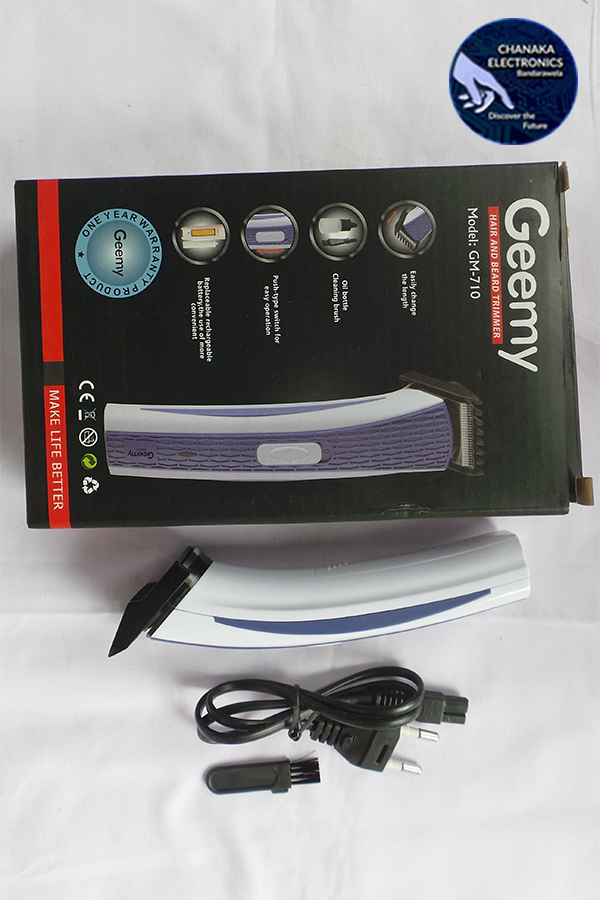 CHANAKA
ELECTRONICS
Bandarawela
Discover the
Future
Geemy
HAIR AND BEARD TRIMMER
Model: GM-710
Easily change
the length
Oil bottle
Cleaning brush
Push-type switch for
easy operation
Replaceable rechargeable
battery,the use of more
convenient
ONE YEAR WARRANTY PRODUCT
Geemy
Geemy
CE
MAKE LIFE BETTER